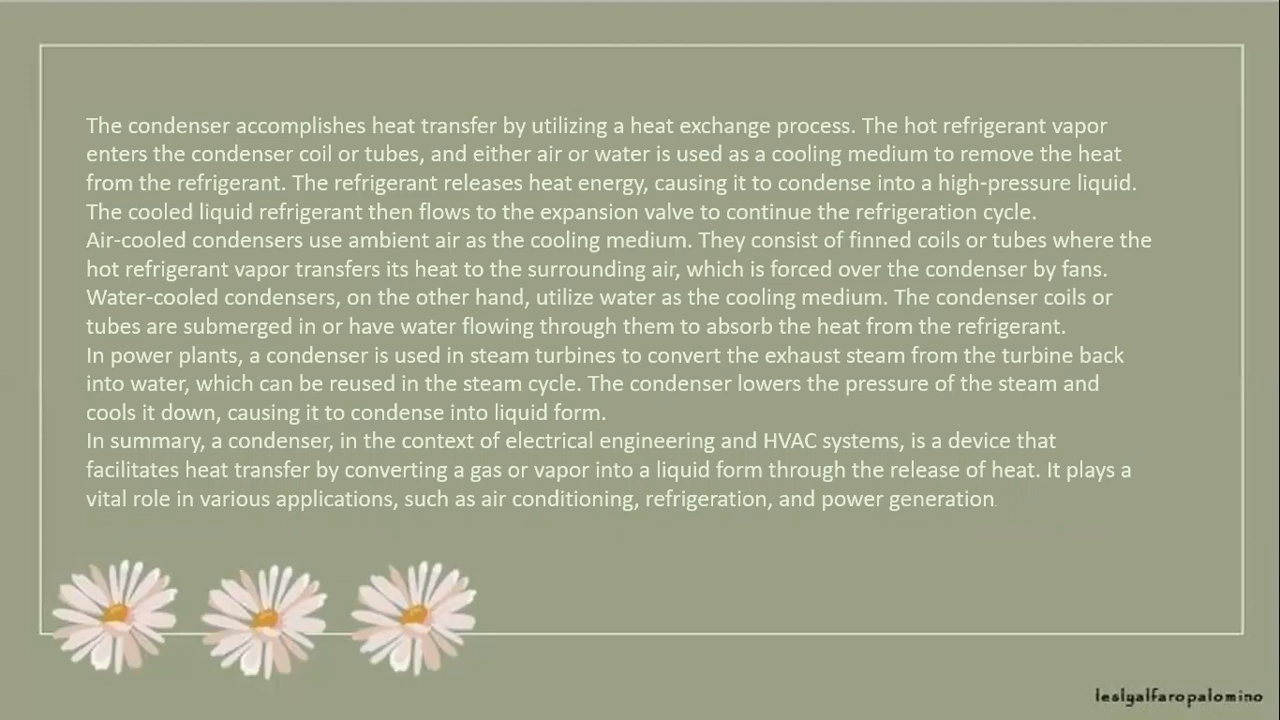 The condenser accomplishes heat transfer by utilizing a heat exchange process. The hot refrigerant vapor
enters the condenser coil or tubes, and either air or water is used as a cooling medium to remove the heat
from the refrigerant. The refrigerant releases heat energy, causing it to condense into a high-pressure liquid.
The cooled liquid refrigerant then flows to the expansion valve to continue the refrigeration cycle.
Air-cooled condensers use ambient air as the cooling medium. They consist of finned coils or tubes where the
hot refrigerant vapor transfers its heat to the surrounding air, which is forced over the condenser by fans.
Water-cooled condensers, on the other hand, utilize water as the cooling medium. The condenser coils or
tubes are submerged in or have water flowing through them to absorb the heat from the refrigerant.
In power plants, a condenser is used in steam turbines to convert the exhaust steam from the turbine back
into water, which can be reused in the steam cycle. The condenser lowers the pressure of the steam and
cools it down, causing it to condense into liquid form.
In summary, a condenser, in the context of electrical engineering and HVAC systems, is a device that
facilitates heat transfer by converting a gas or vapor into a liquid form through the release of heat. It plays a
vital role in various applications, such as air conditioning, refrigeration, and power generation.
leslyalfaropalomino